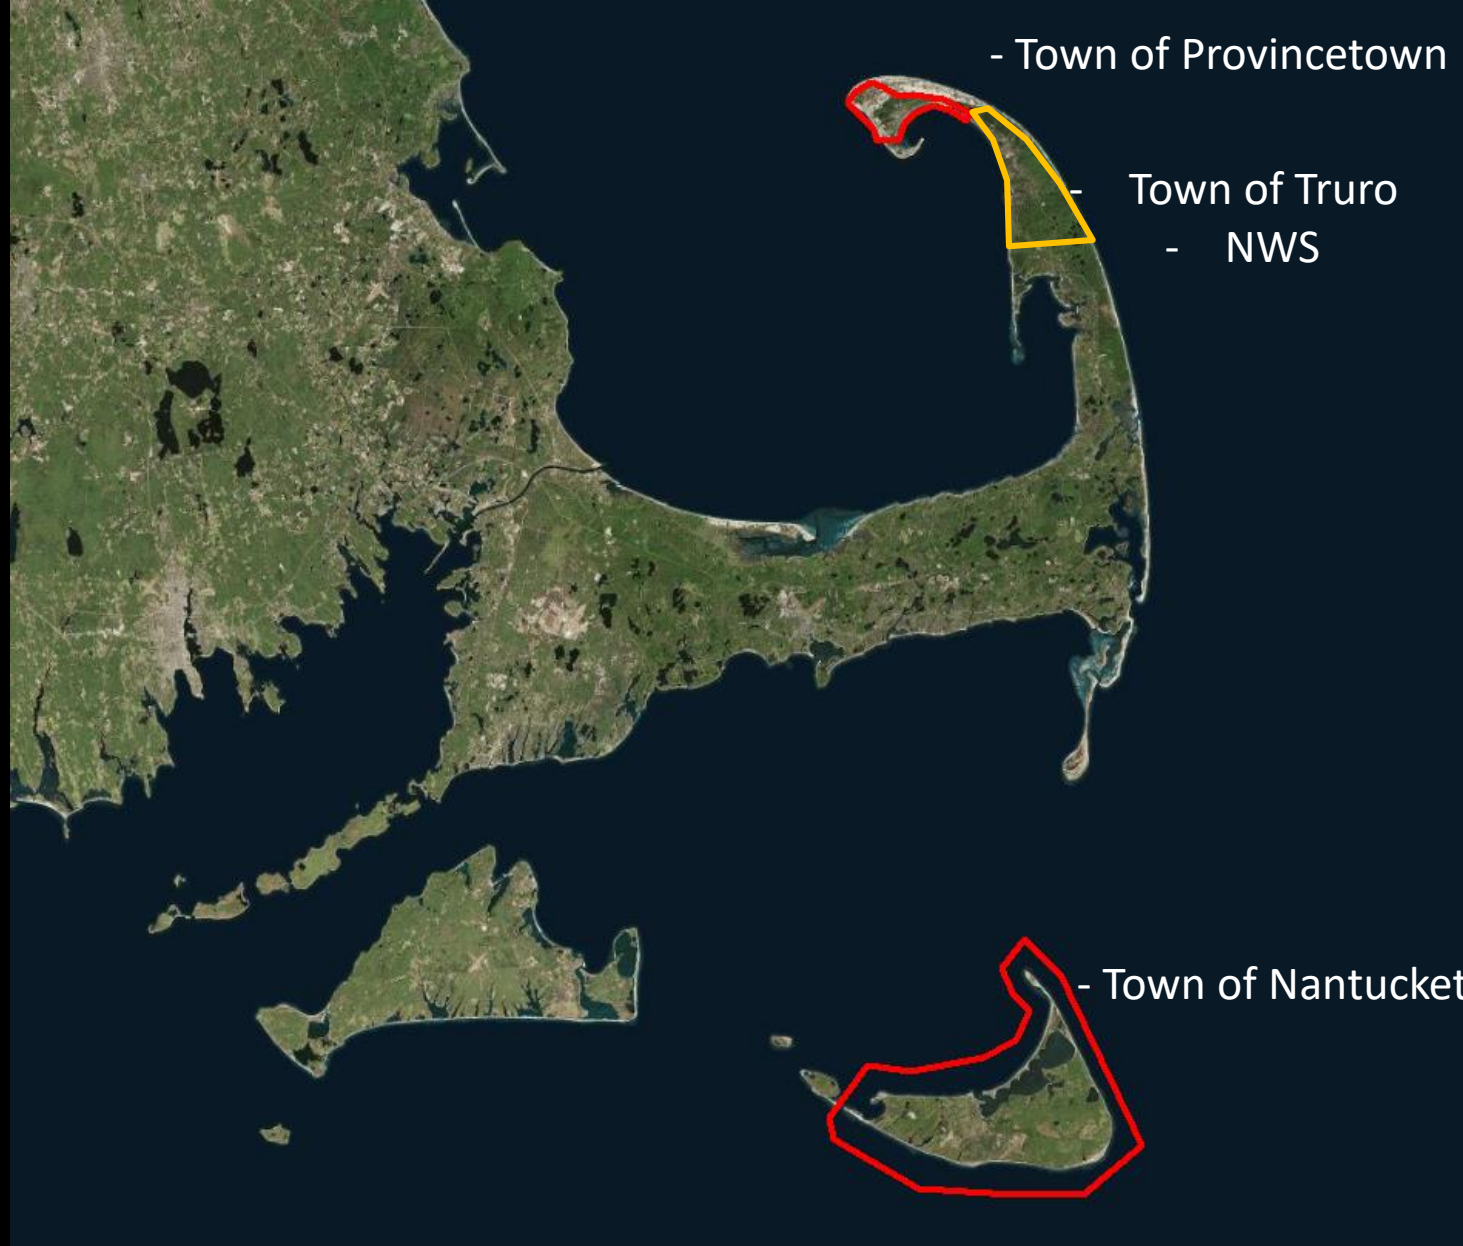 - Town of Provincetown
- Town of Truro
- NWS
- Town of Nantucket